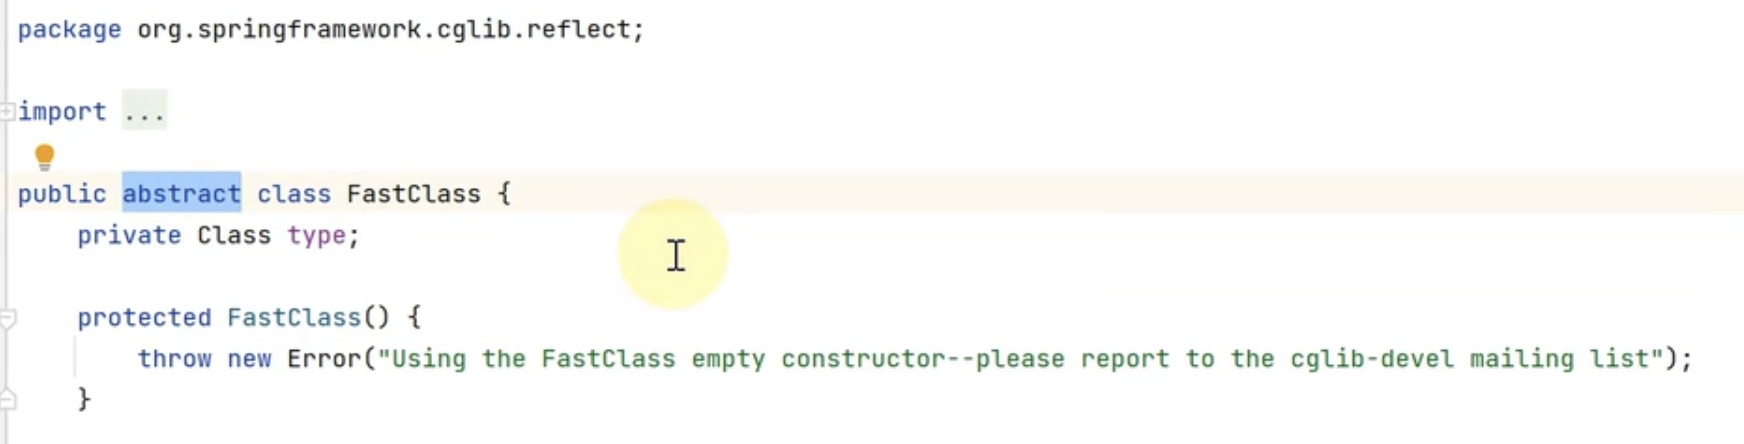 package org.springframework.cglib.reflect;
import ...
public abstract class FastClass {
private Class type;
protected FastClass() {
throw new Error("Using the FastClass empty constructor--please report to the cglib-devel mailing list");
}